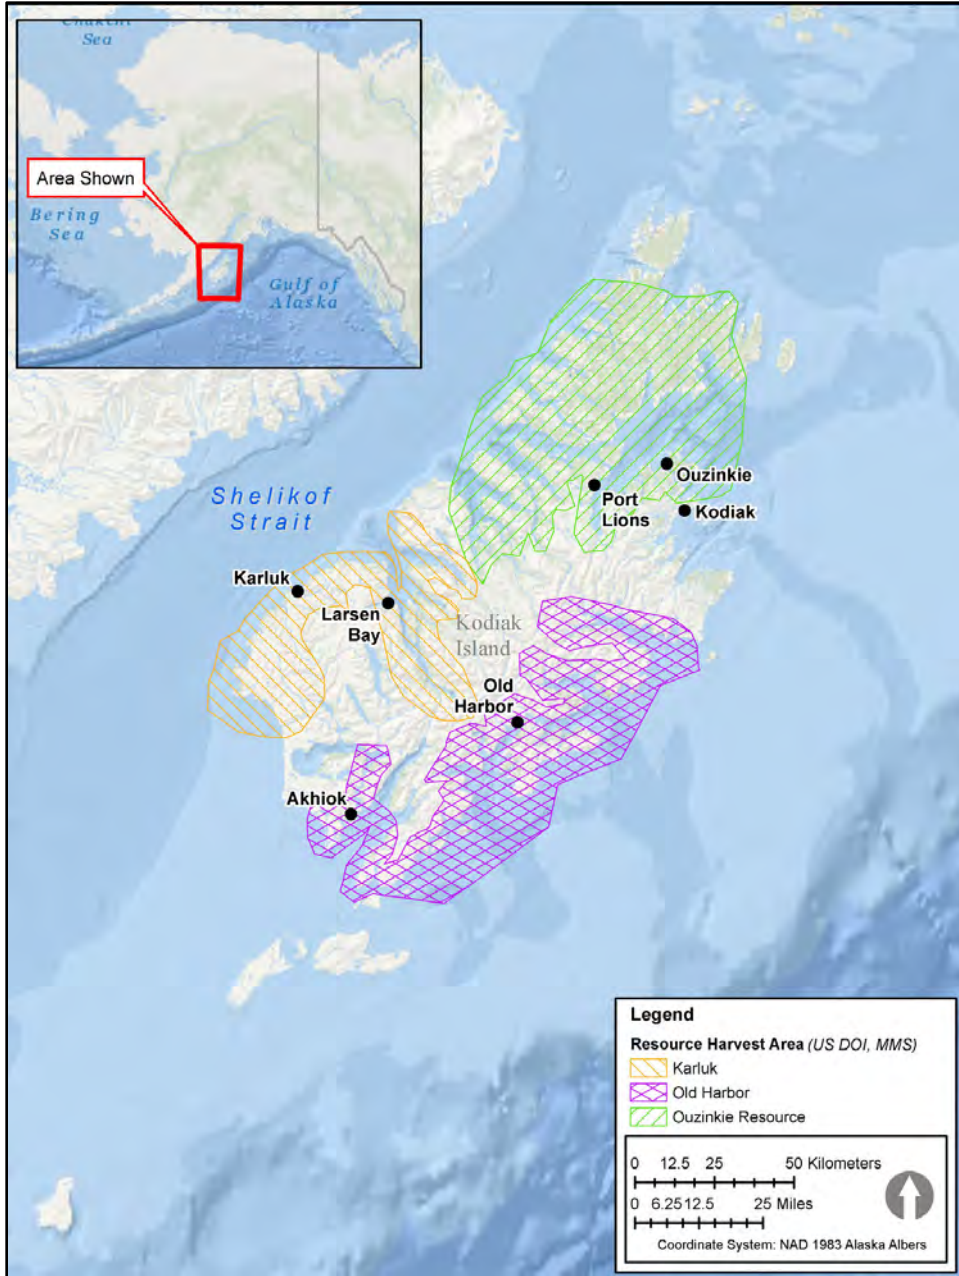 Chukchi
Sea
Area Shown
Bering
Sea
Gulf of
Alaska
Ouzinkie
Port
Lions
Kodiak
Shelikof
Strait
Karluk
Larsen
Bay
Kodiak
Island
Old
Harbor
Akhiok
Legend
Resource Harvest Area (US DOI, MMS)
Karluk
Old Harbor
Ouzinkie Resource
0 12.5 25 50 Kilometers
0 6.25 12.5 25 Miles
Coordinate System: NAD 1983 Alaska Albers